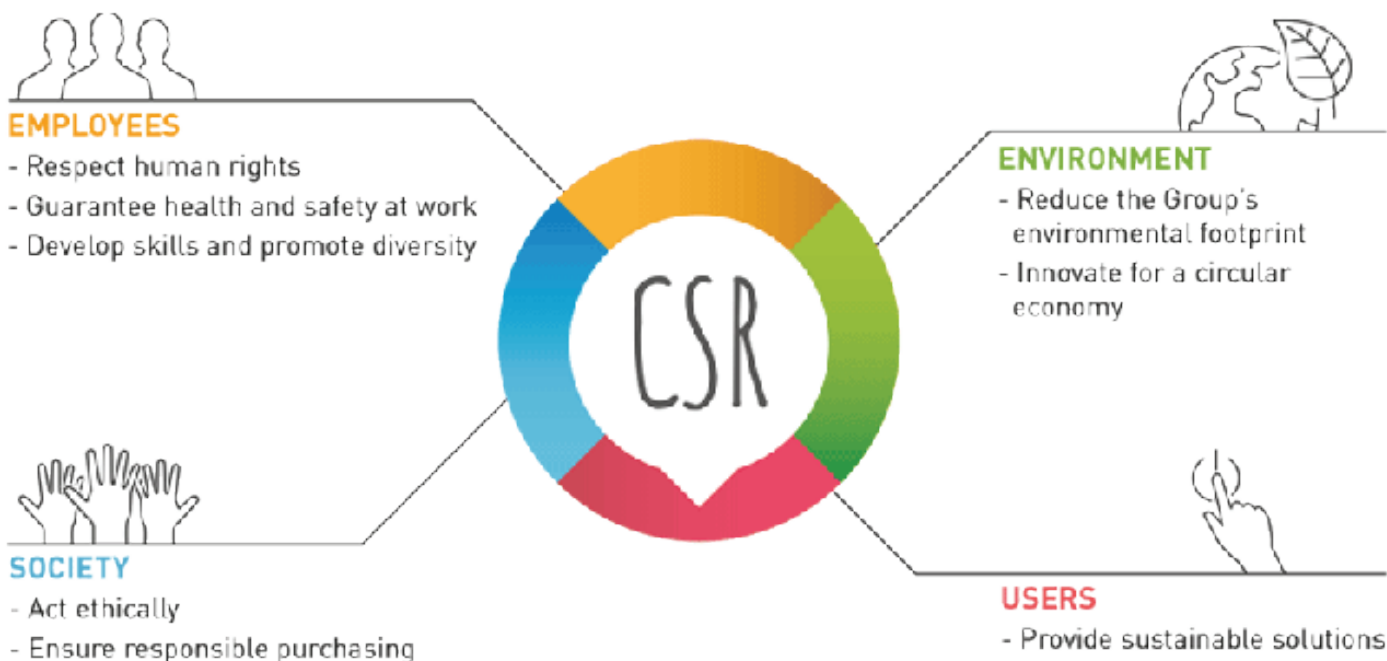 EMPLOYEES
- Respect human rights
- Guarantee health and safety at work
- Develop skills and promote diversity
ENVIRONMENT
- Reduce the Group's
environmental footprint
- Innovate for a circular
economy
CSR
SOCIETY
- Act ethically
- Ensure responsible purchasing
USERS
- Provide sustainable solutions